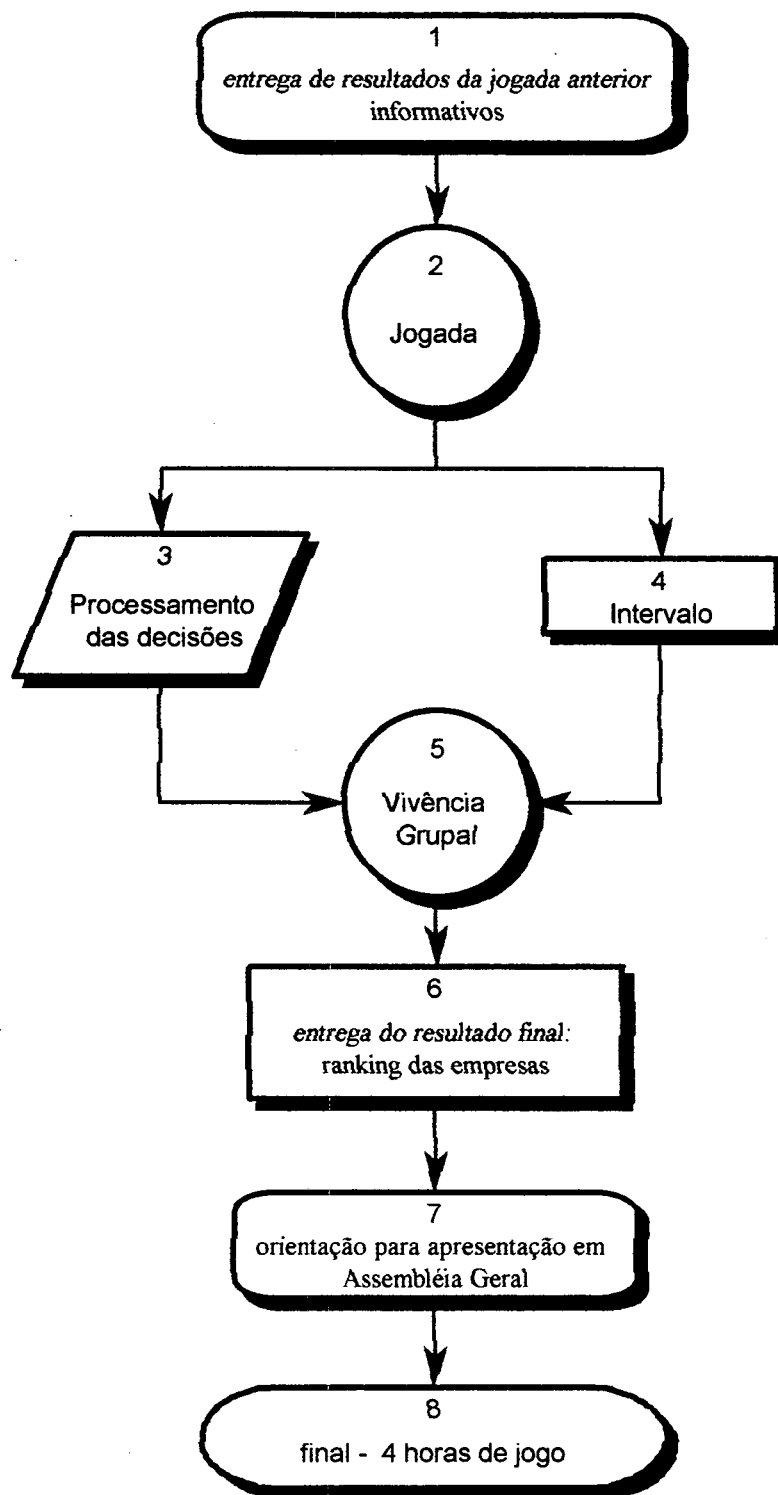 1
entrega de resultados da jogada anterior
informativos
2
Jogada
3
Processamento
das decisões
4
Intervalo
5
Vivência
Grupal
6
entrega do resultado final:
ranking das empresas
7
orientação para apresentação em
Assembléia Geral
8
final - 4 horas de jogo